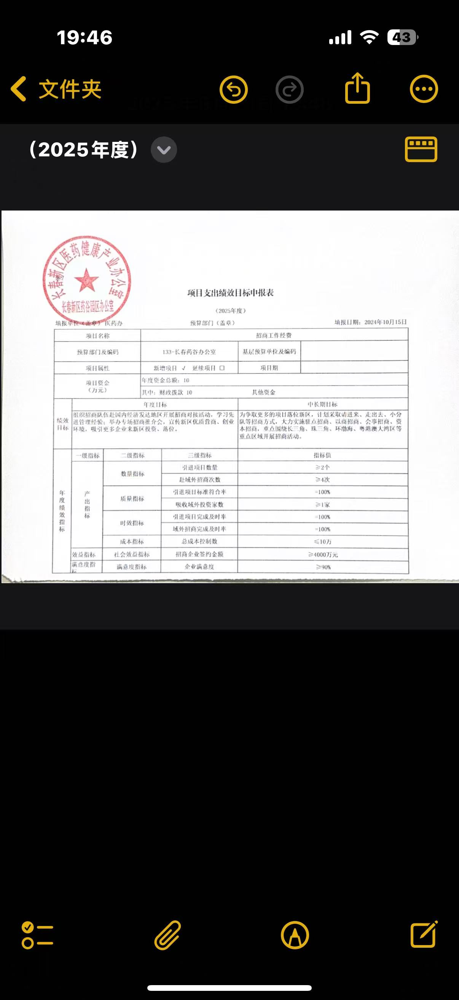 19:46
43
文件夹
（2025年度）
长春新区医药健康产业办公室
长春新区药谷园区办公室
项目支出绩效目标申报表
（2025年度）
填报单位（盖章）医药办 预算部门（盖章） 填报日期：2024年10月15日
项目名称 招商工作经费
预算部门及编码 133-长春药谷办公室 基层预算单位及编码
项目属性 新增项目 √ 延续项目 □ 项目期
项目资金
（万元）
年度资金总额：10
其中：财政拨款 10 其他资金
绩效
目标
年度目标 中长期目标
组织招商队伍赴国内经济发达地区开展招商对接活动，学习先
进管理经验；举办专场招商推介会，宣传新区优质营商、创业
环境，吸引更多企业来新区投资、落位。
为争取更多的项目落位新区，计划采取请进来、走出去、小分
队等招商方式，大力实施驻点招商、以商招商、会事招商、资
本招商，重点围绕长三角、珠三角、环渤海、粤港澳大湾区等
重点区域开展招商活动。
年度绩效指标
一级指标 二级指标 三级指标 指标值
产出指标
数量指标 引进项目数量 ≥2个
赴域外招商次数 ≥4次
质量指标 引进项目标准符合率 =100%
吸收域外投资家数 ≥1家
时效指标 引进项目完成及时率 =100%
域外招商完成及时率 =100%
成本指标 总成本控制数 ≤10万
效益指标 社会效益指标 招商企业签约金额 ≥4000万元
满意度指标 满意度指标 企业满意度 ≥90%